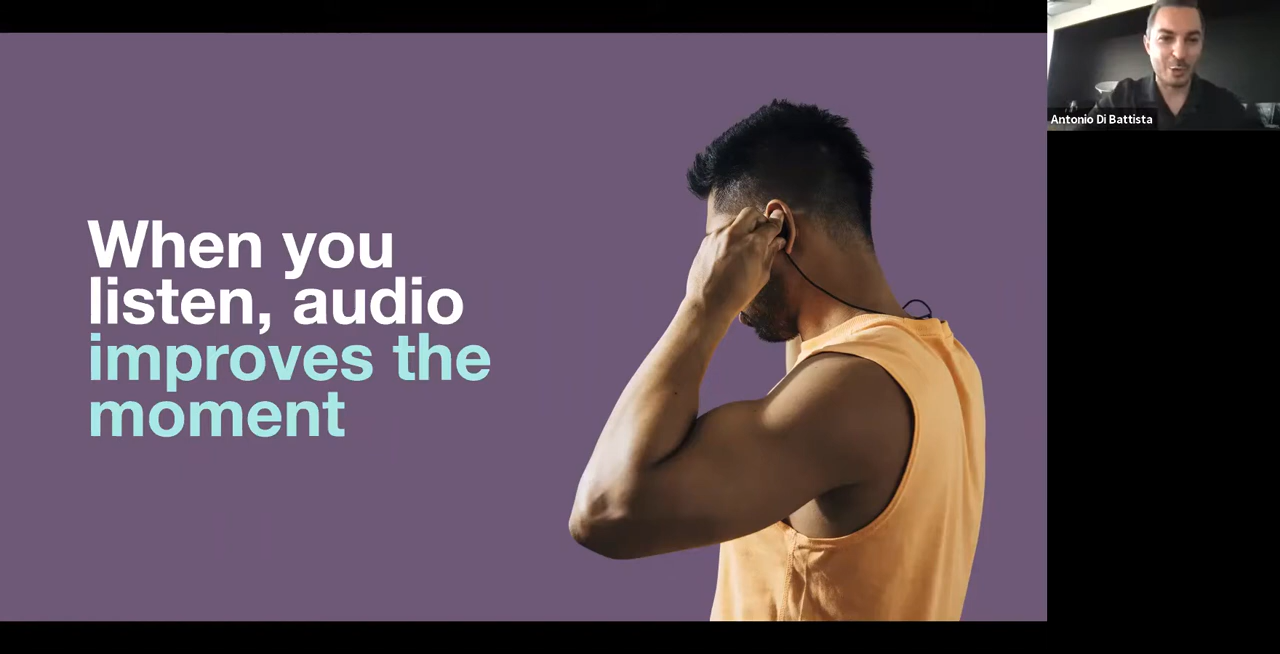 When you
listen, audio
improves the
moment
Antonio Di Battista